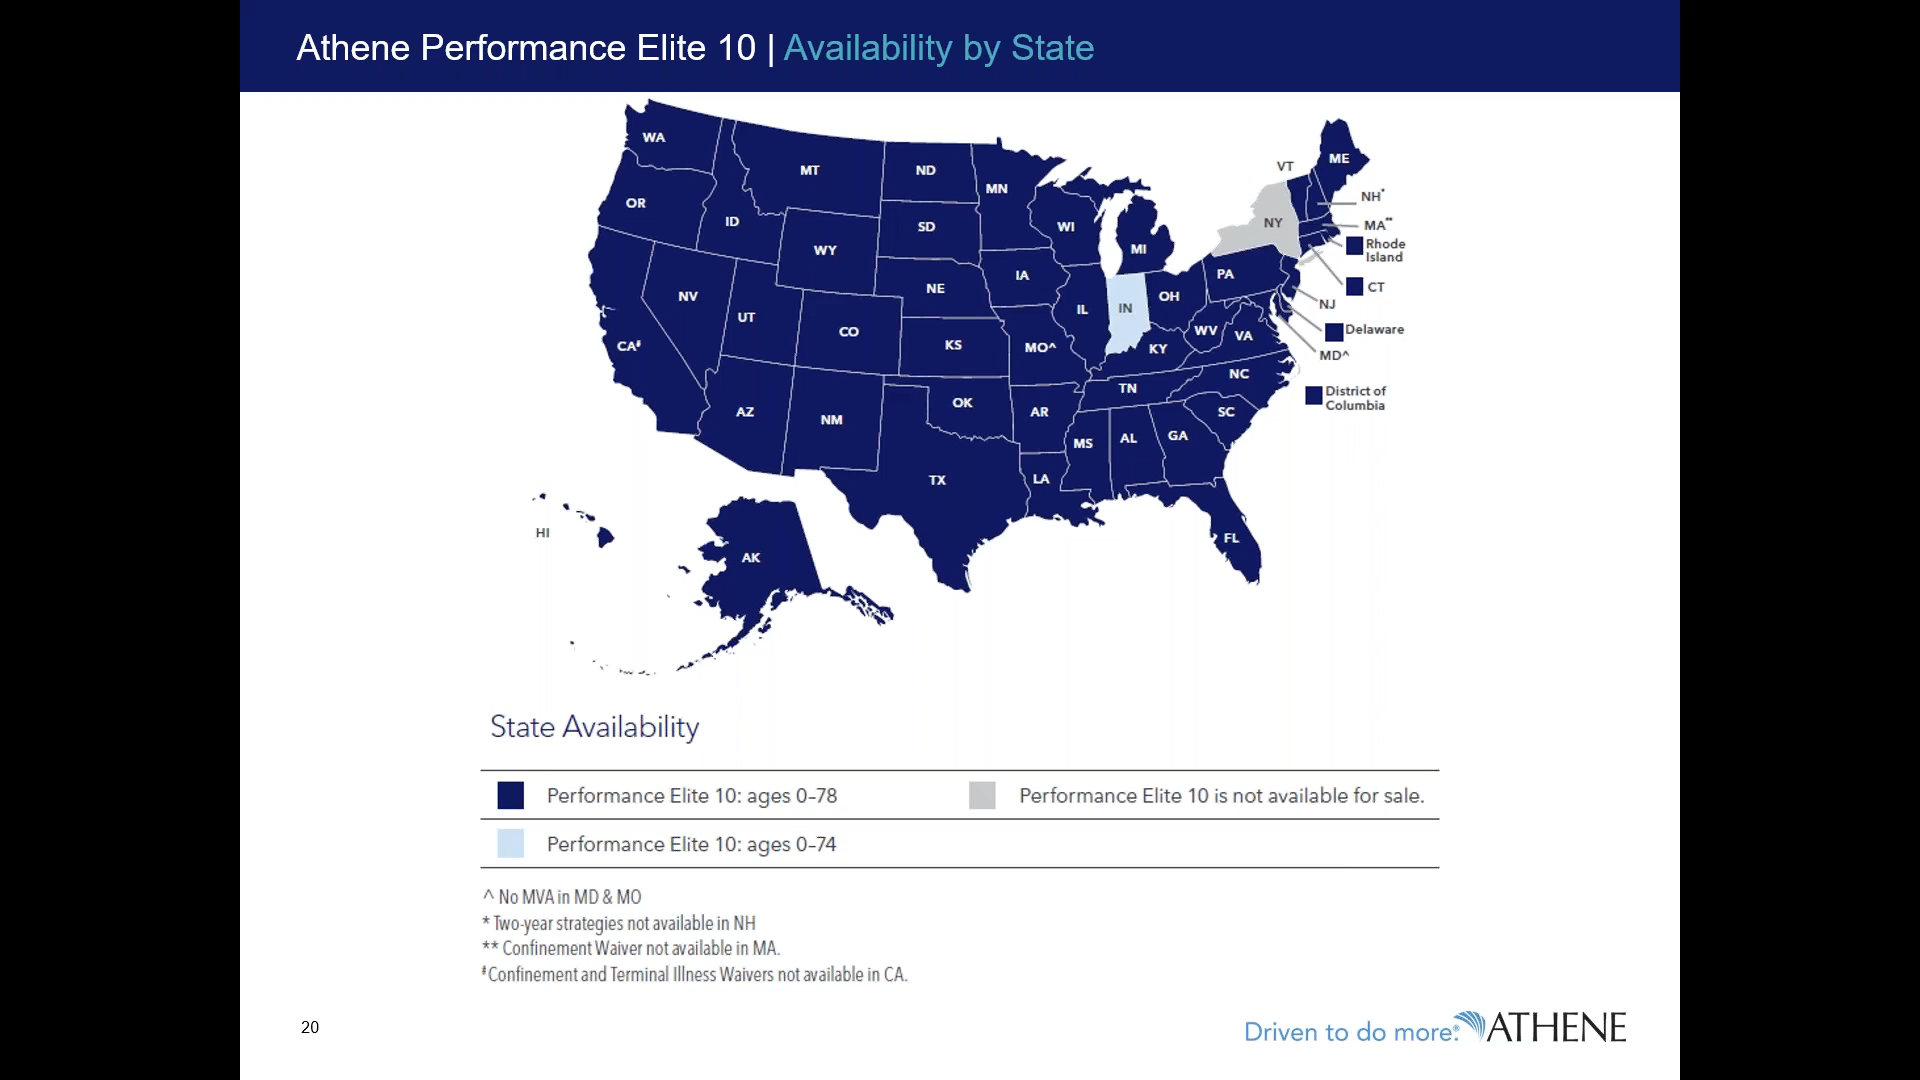 Athene Performance Elite 10 | Availability by State
WA
MT
ND
MN
VT
ME
NH*
OR
ID
SD
WI
NY
MA**
WY
MI
Rhode
Island
IA
PA
NV
NE
IL
IN
OH
CT
NJ
UT
CO
KS
MO^
WV
VA
Delaware
CA‡
KY
MD^
NC
TN
District of
Columbia
AZ
NM
OK
AR
SC
MS
AL
GA
TX
LA
HI
AK
FL
State Availability
Performance Elite 10: ages 0–78
Performance Elite 10 is not available for sale.
Performance Elite 10: ages 0–74
^ No MVA in MD & MO
* Two-year strategies not available in NH
** Confinement Waiver not available in MA.
‡Confinement and Terminal Illness Waivers not available in CA.
20
Driven to do more.®
ATHENE